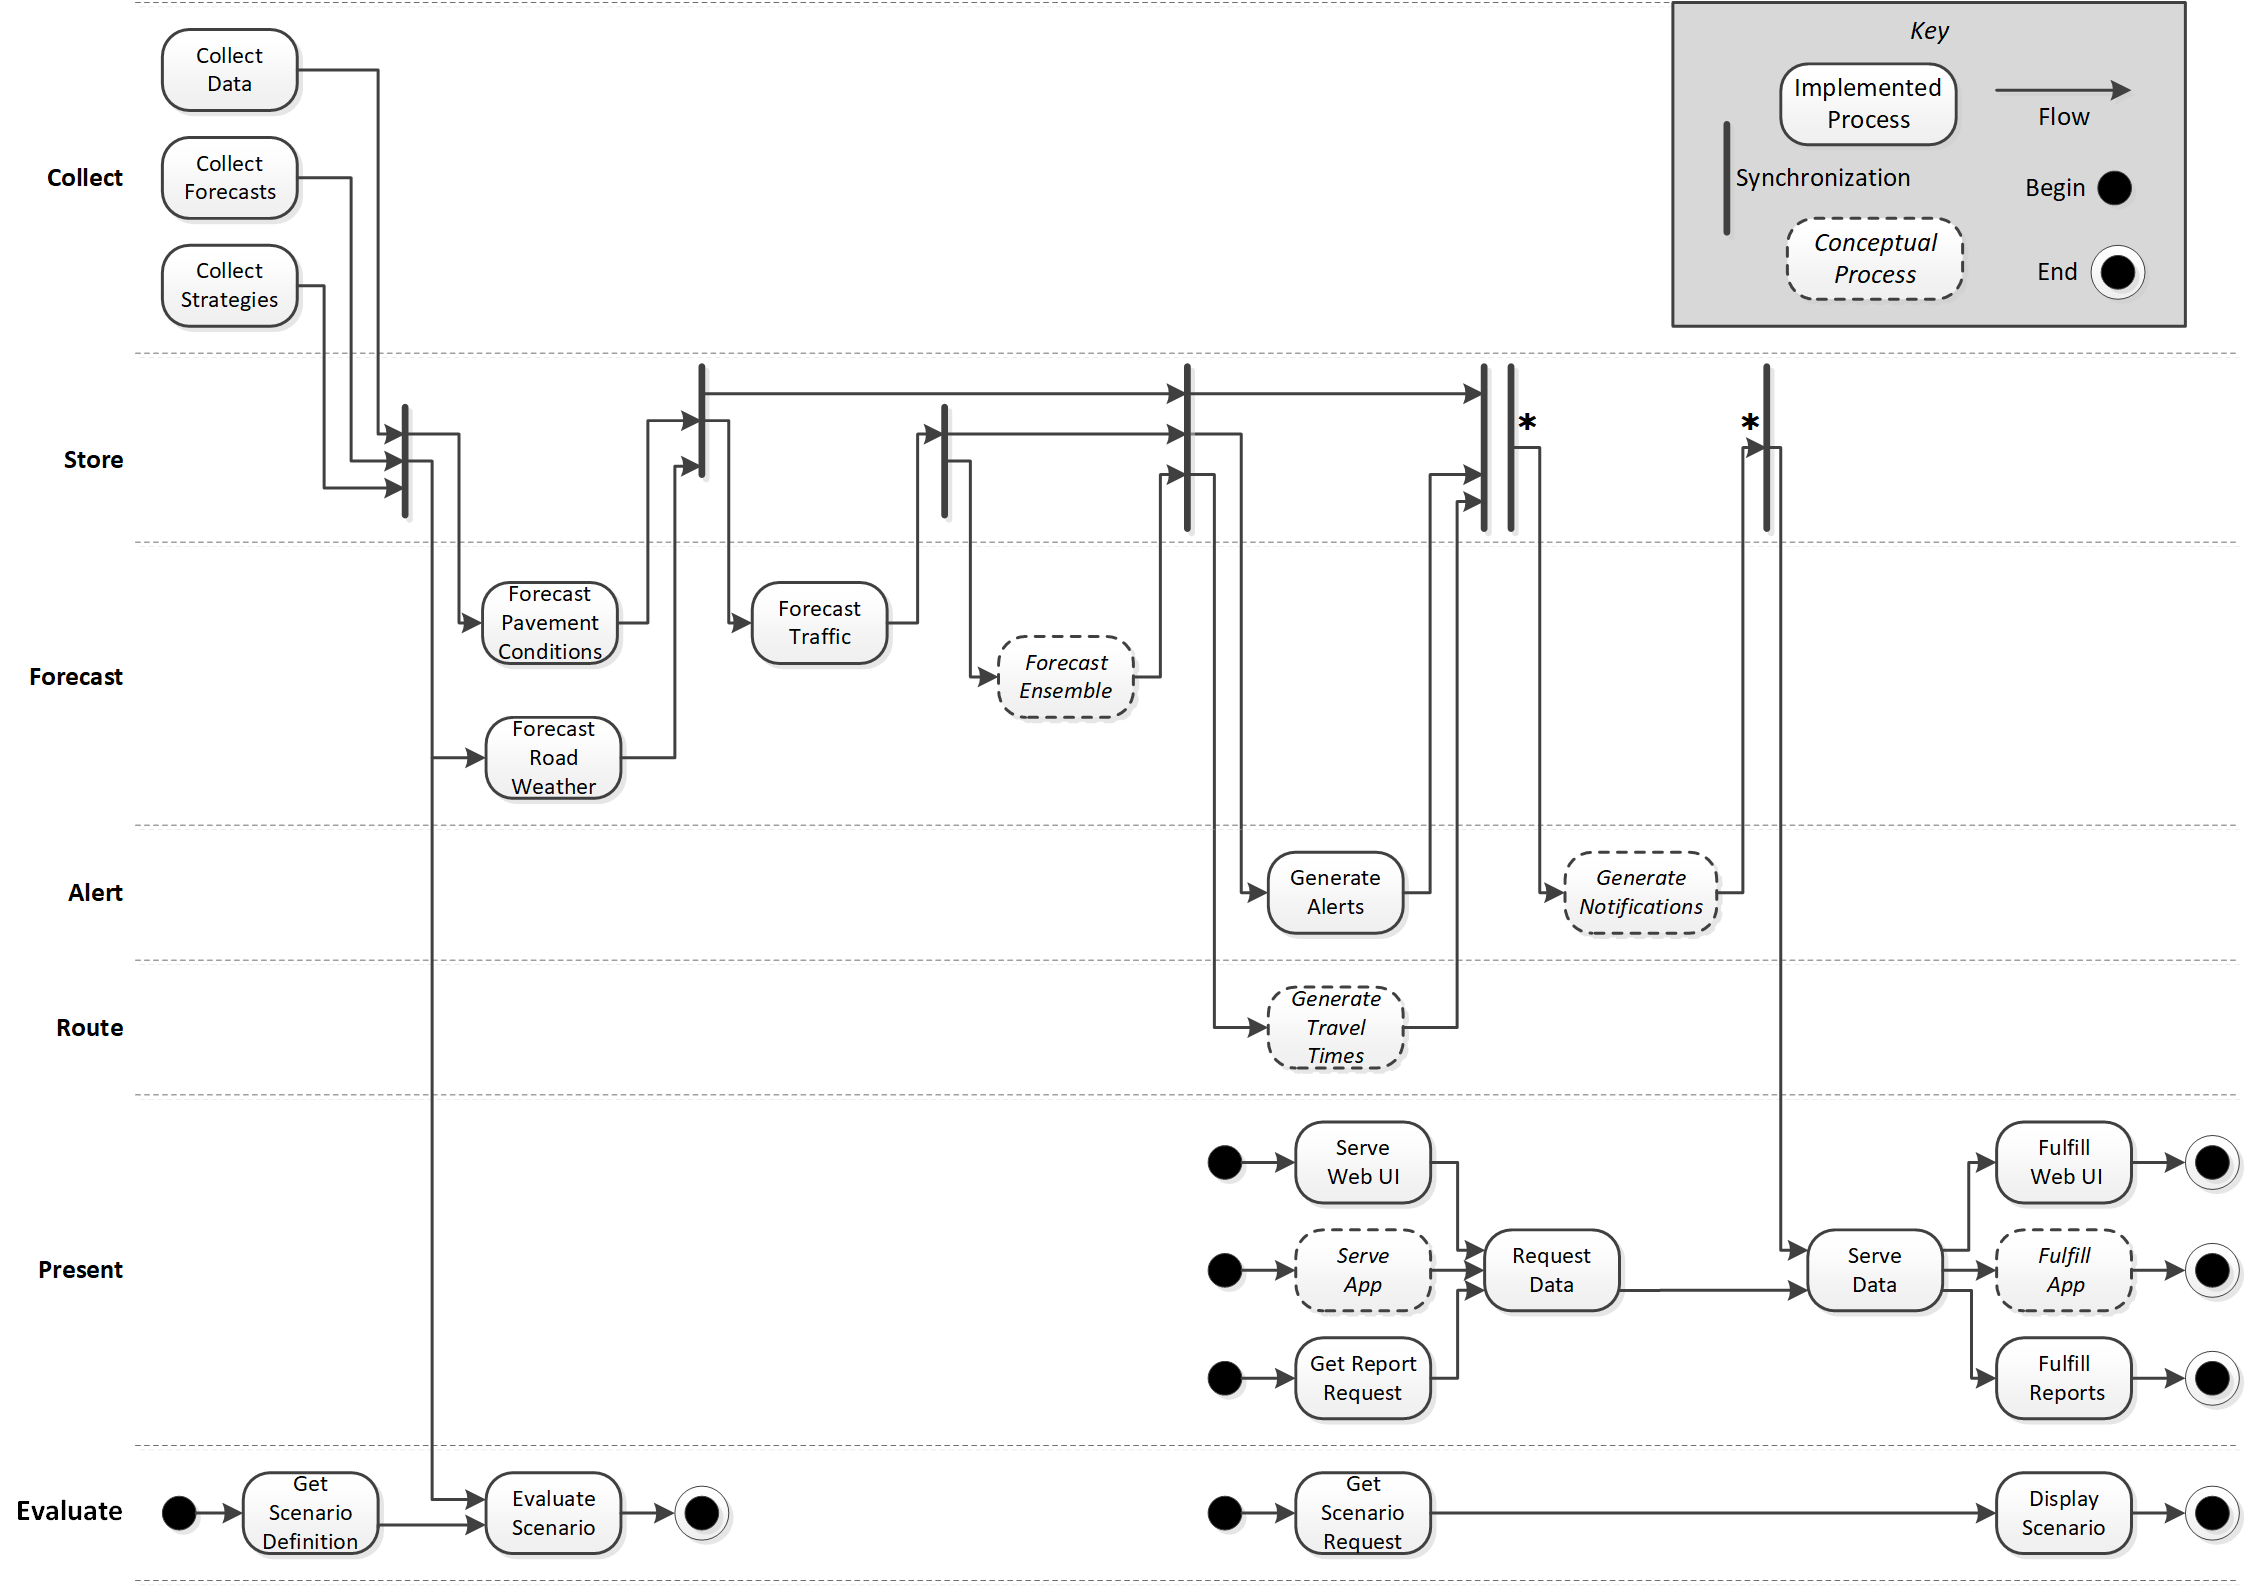 Key
Implemented
Process
Flow
Synchronization
Begin
Conceptual
Process
End
Collect
Collect
Data
Collect
Forecasts
Collect
Strategies
Store
*
*
Forecast
Forecast
Pavement
Conditions
Forecast
Traffic
Forecast
Ensemble
Forecast
Road
Weather
Alert
Generate
Alerts
Generate
Notifications
Route
Generate
Travel
Times
Present
Serve
Web UI
Fulfill
Web UI
Serve
App
Request
Data
Serve
Data
Fulfill
App
Get Report
Request
Fulfill
Reports
Evaluate
Get
Scenario
Definition
Evaluate
Scenario
Get
Scenario
Request
Display
Scenario